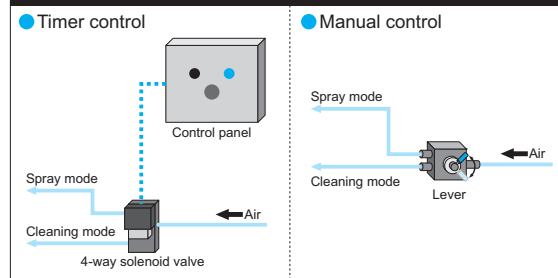 Timer control
Control panel
Spray mode
Air
Cleaning mode
4-way solenoid valve
Manual control
Spray mode
Air
Cleaning mode
Lever